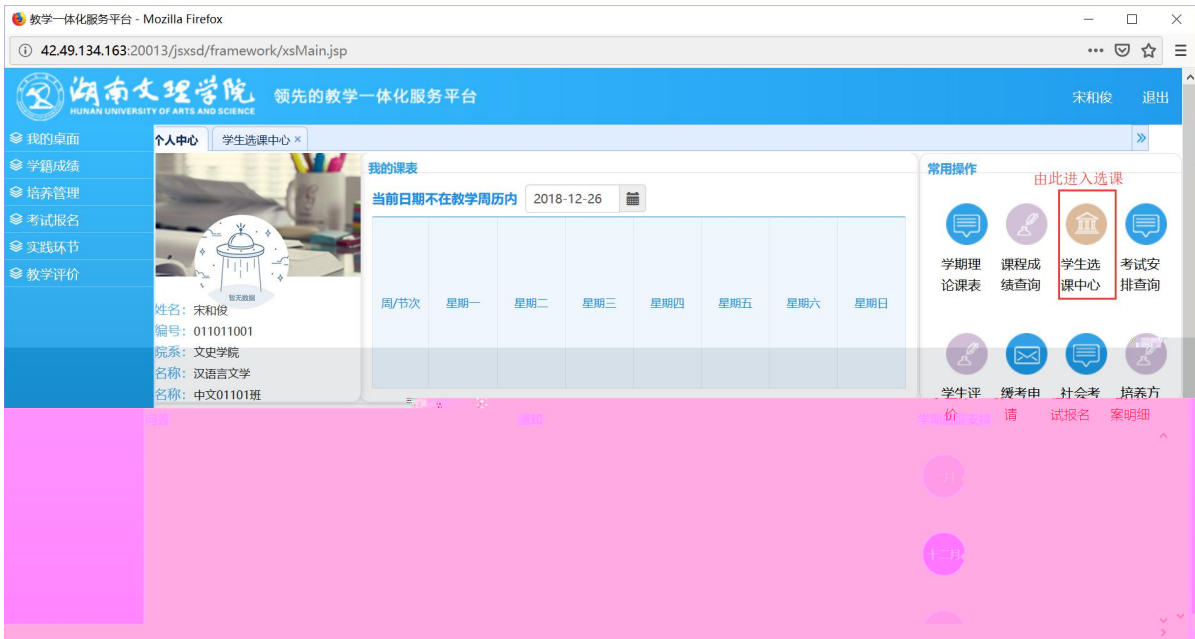 教学一体化服务平台 - Mozilla Firefox
42.49.134.163:20013/jsxsd/framework/xsMain.jsp
湖南文理学院
HUNAN UNIVERSITY OF ARTS AND SCIENCE
领先的教学一体化服务平台
宋和俊 退出
我的桌面
学籍成绩
培养管理
考试报名
实践环节
教学评价
个人中心 学生选课中心 ×
暂无数据
姓名：宋和俊
编号：011011001
院系：文史学院
名称：汉语言文学
名称：中文01101班
我的课表
当前日期不在教学周历内 2018-12-26
周/节次 星期一 星期二 星期三 星期四 星期五 星期六 星期日
常用操作
由此进入选课
学期理论课表
课程成绩查询
学生选课中心
考试安排查询
学生评价
缓考申请
社会考试报名
培养方案明细
通知
十二月